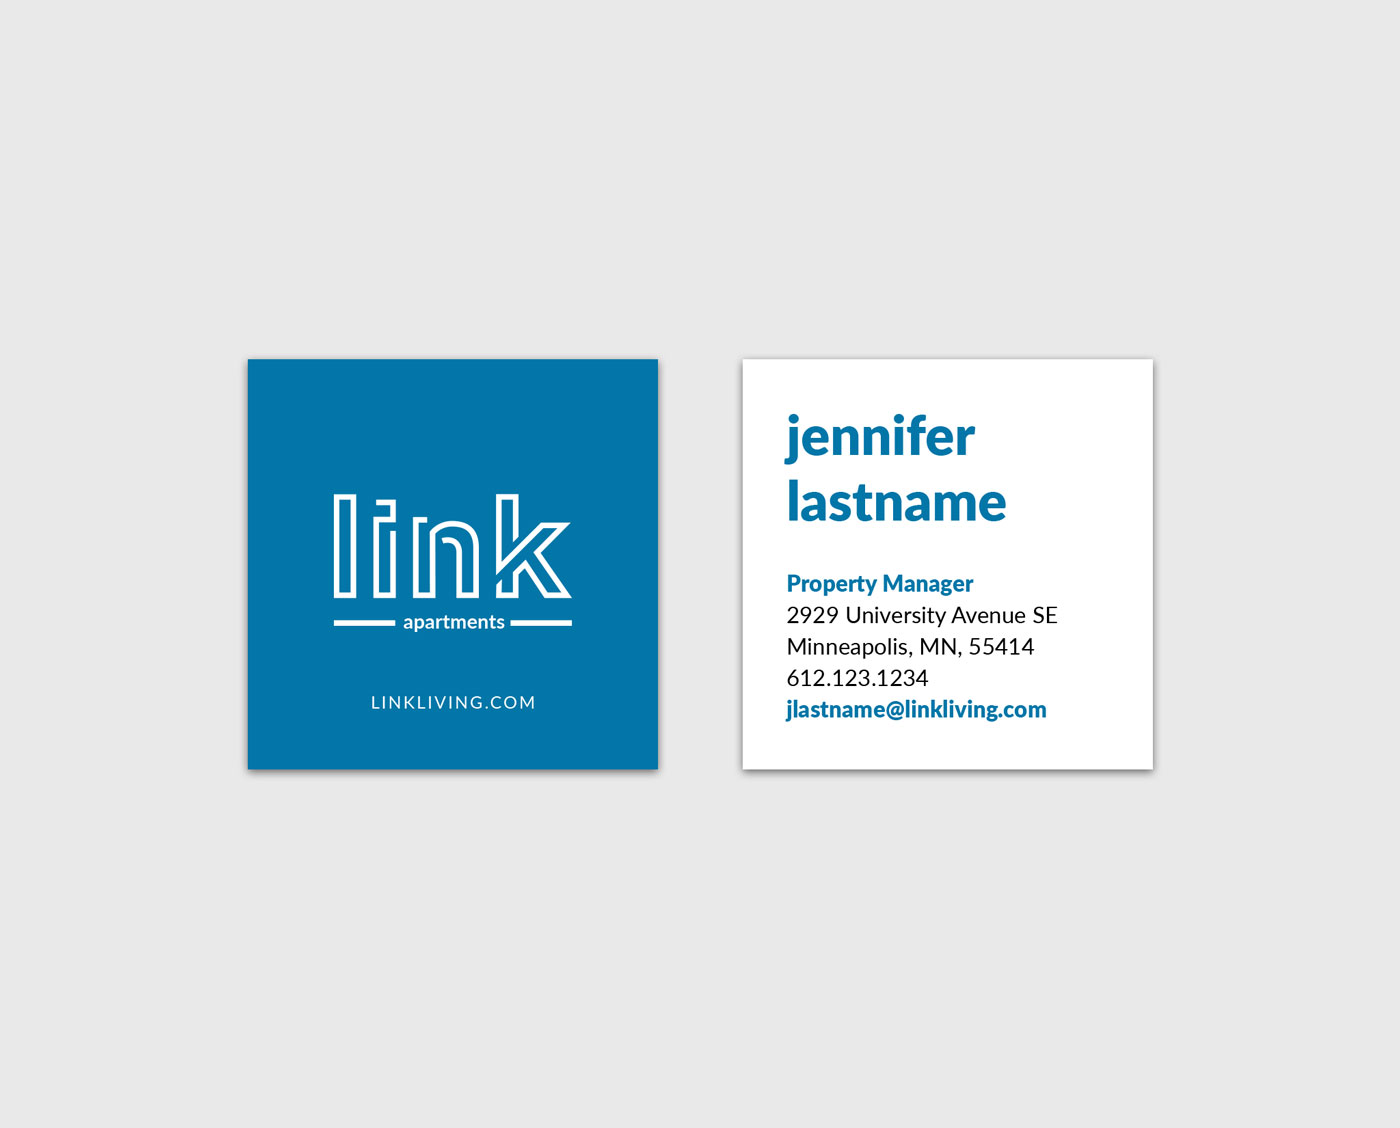 link
apartments
LINKLIVING.COM
jennifer
lastname
Property Manager
2929 University Avenue SE
Minneapolis, MN, 55414
612.123.1234
jlastname@linkliving.com